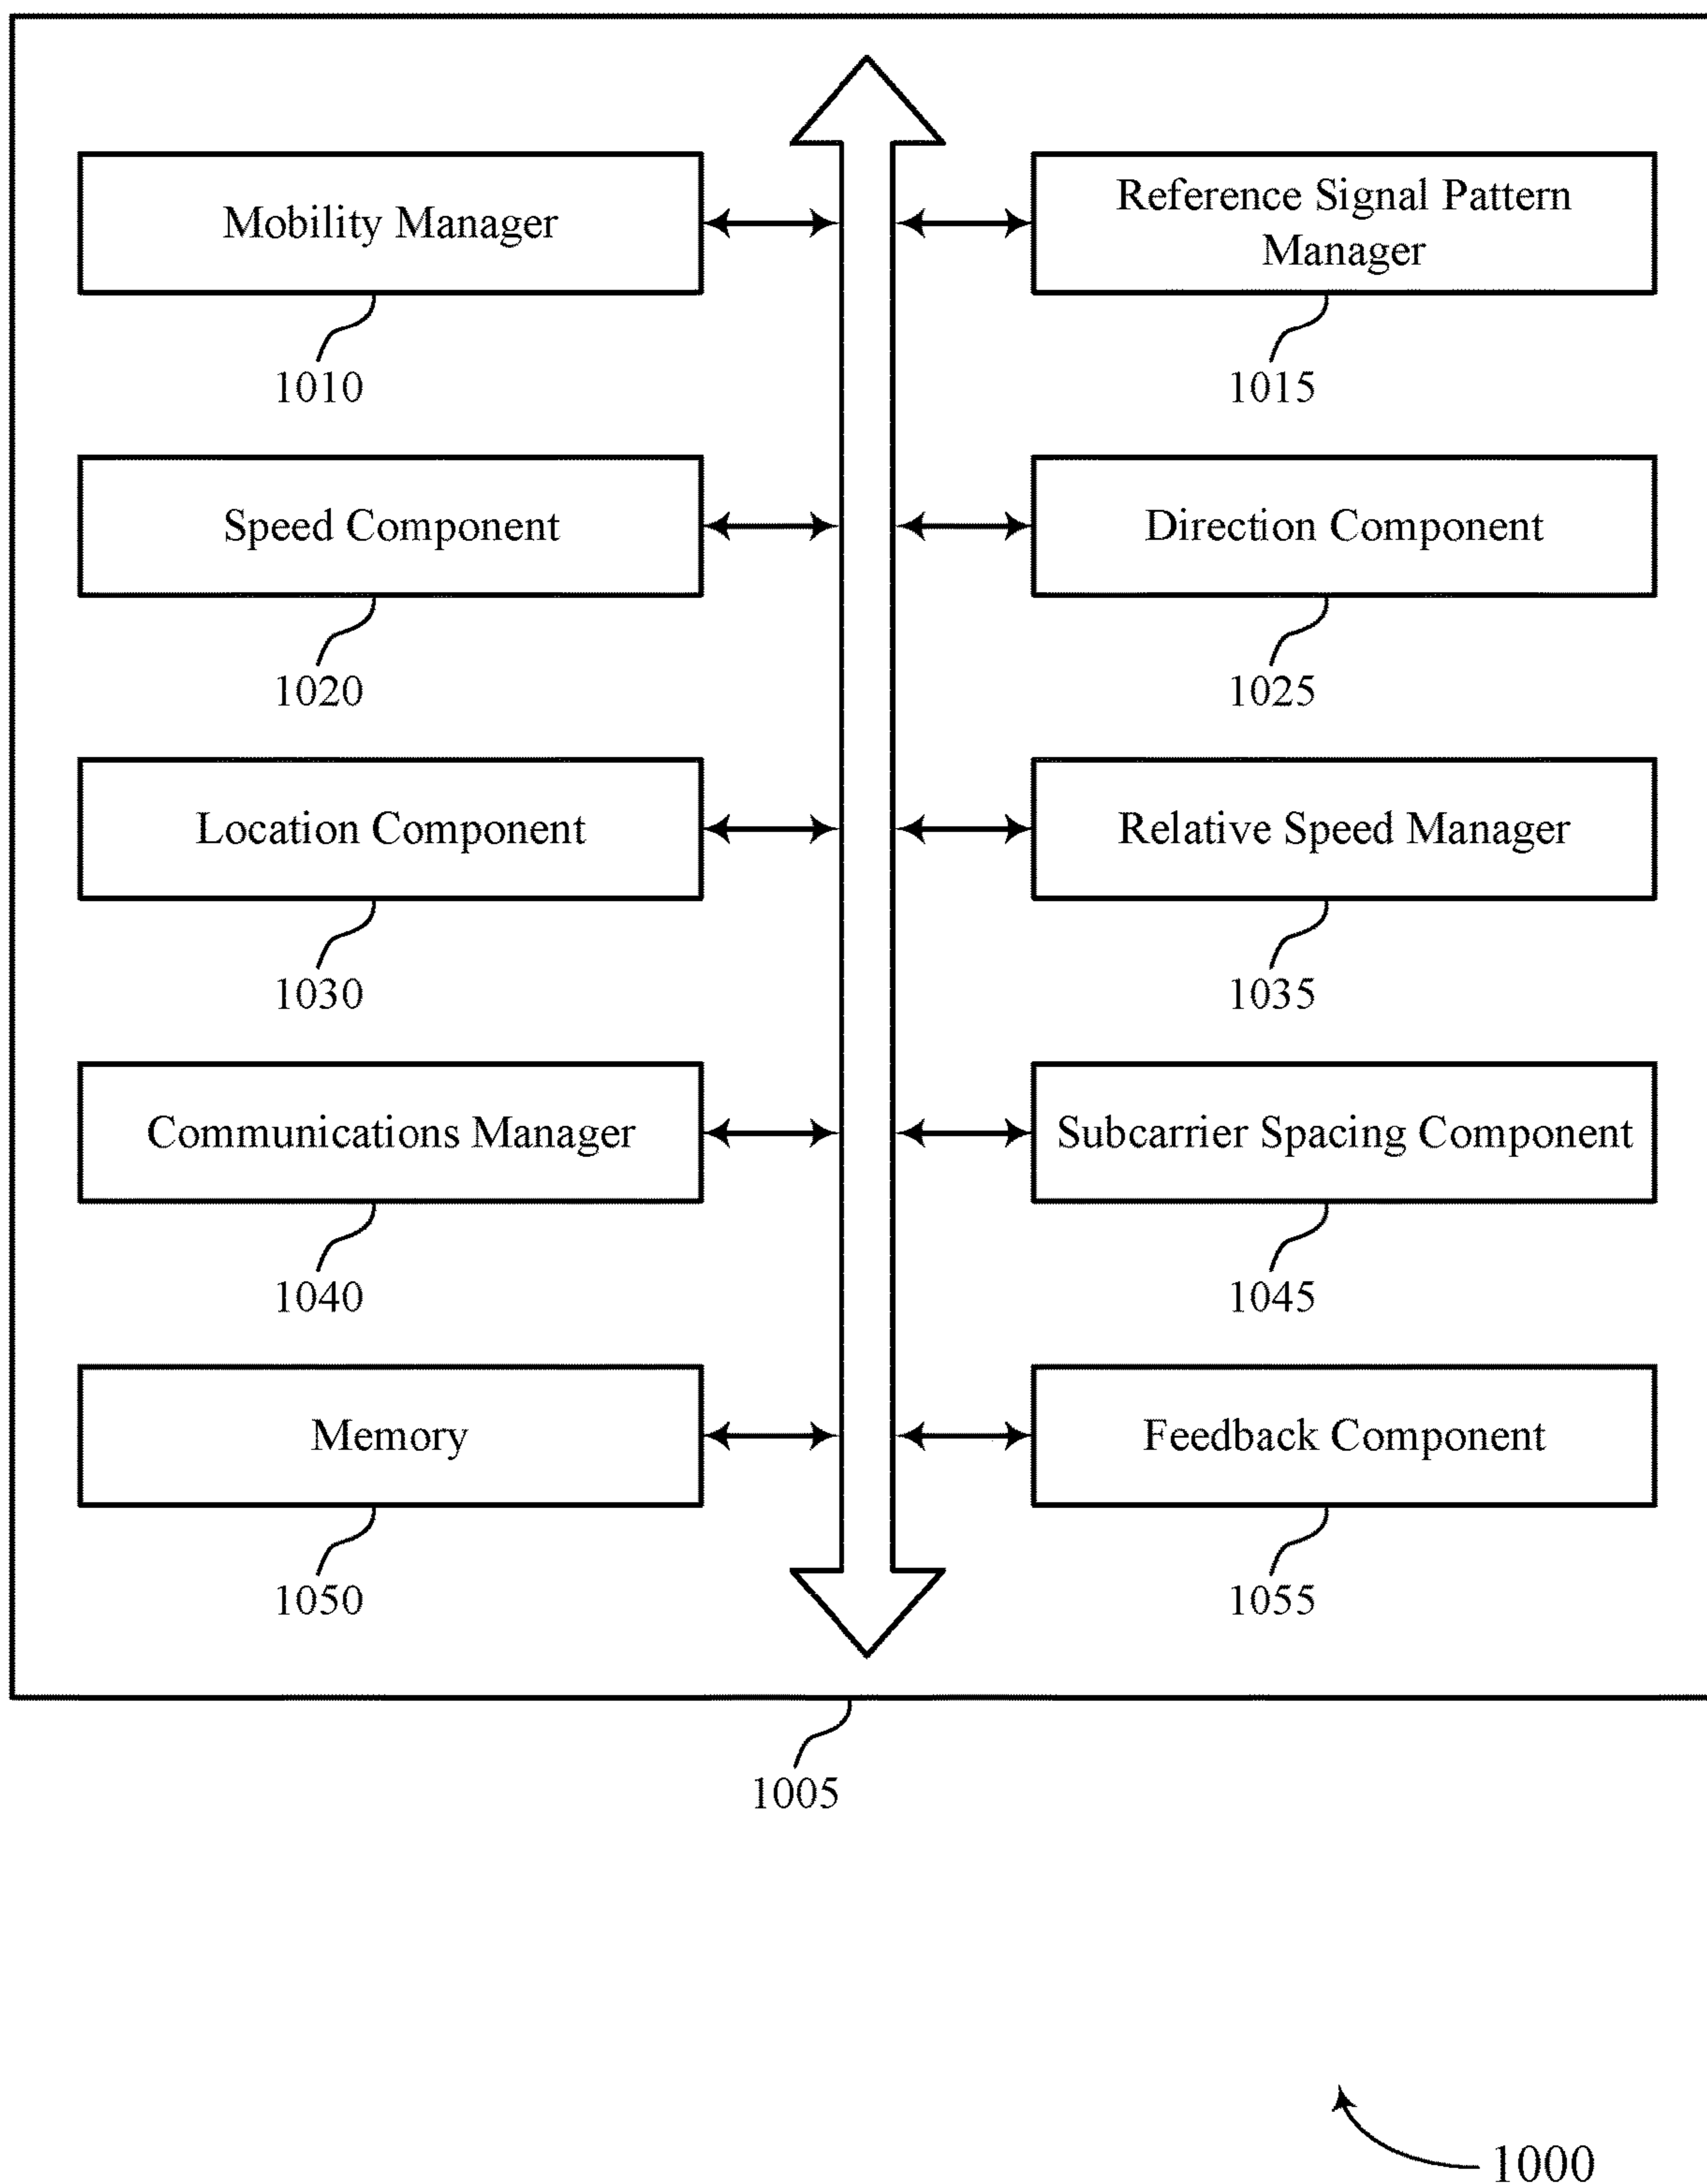 Mobility Manager
Reference Signal Pattern
Manager
1010
1015
Speed Component
Direction Component
1020
1025
Location Component
Relative Speed Manager
1030
1035
Communications Manager
Subcarrier Spacing Component
1040
1045
Memory
Feedback Component
1050
1055
1005
1000